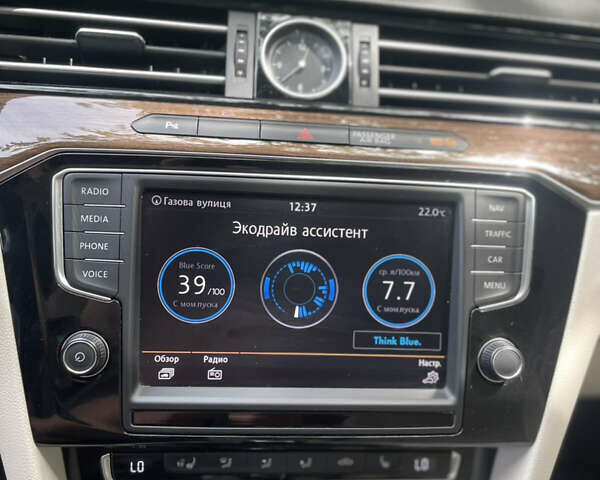 P
PASSENGER
AIR BAG
RADIO
MEDIA
PHONE
VOICE
NAV
TRAFFIC
CAR
MENU
Газова вулиця
12:37
22.0°C
Экодрайв ассистент
Blue Score
39/100
С мом.пуска
ср. л/100км
7.7
С мом.пуска
Think Blue.
Обзор
Радио
Настр.
LO
LO